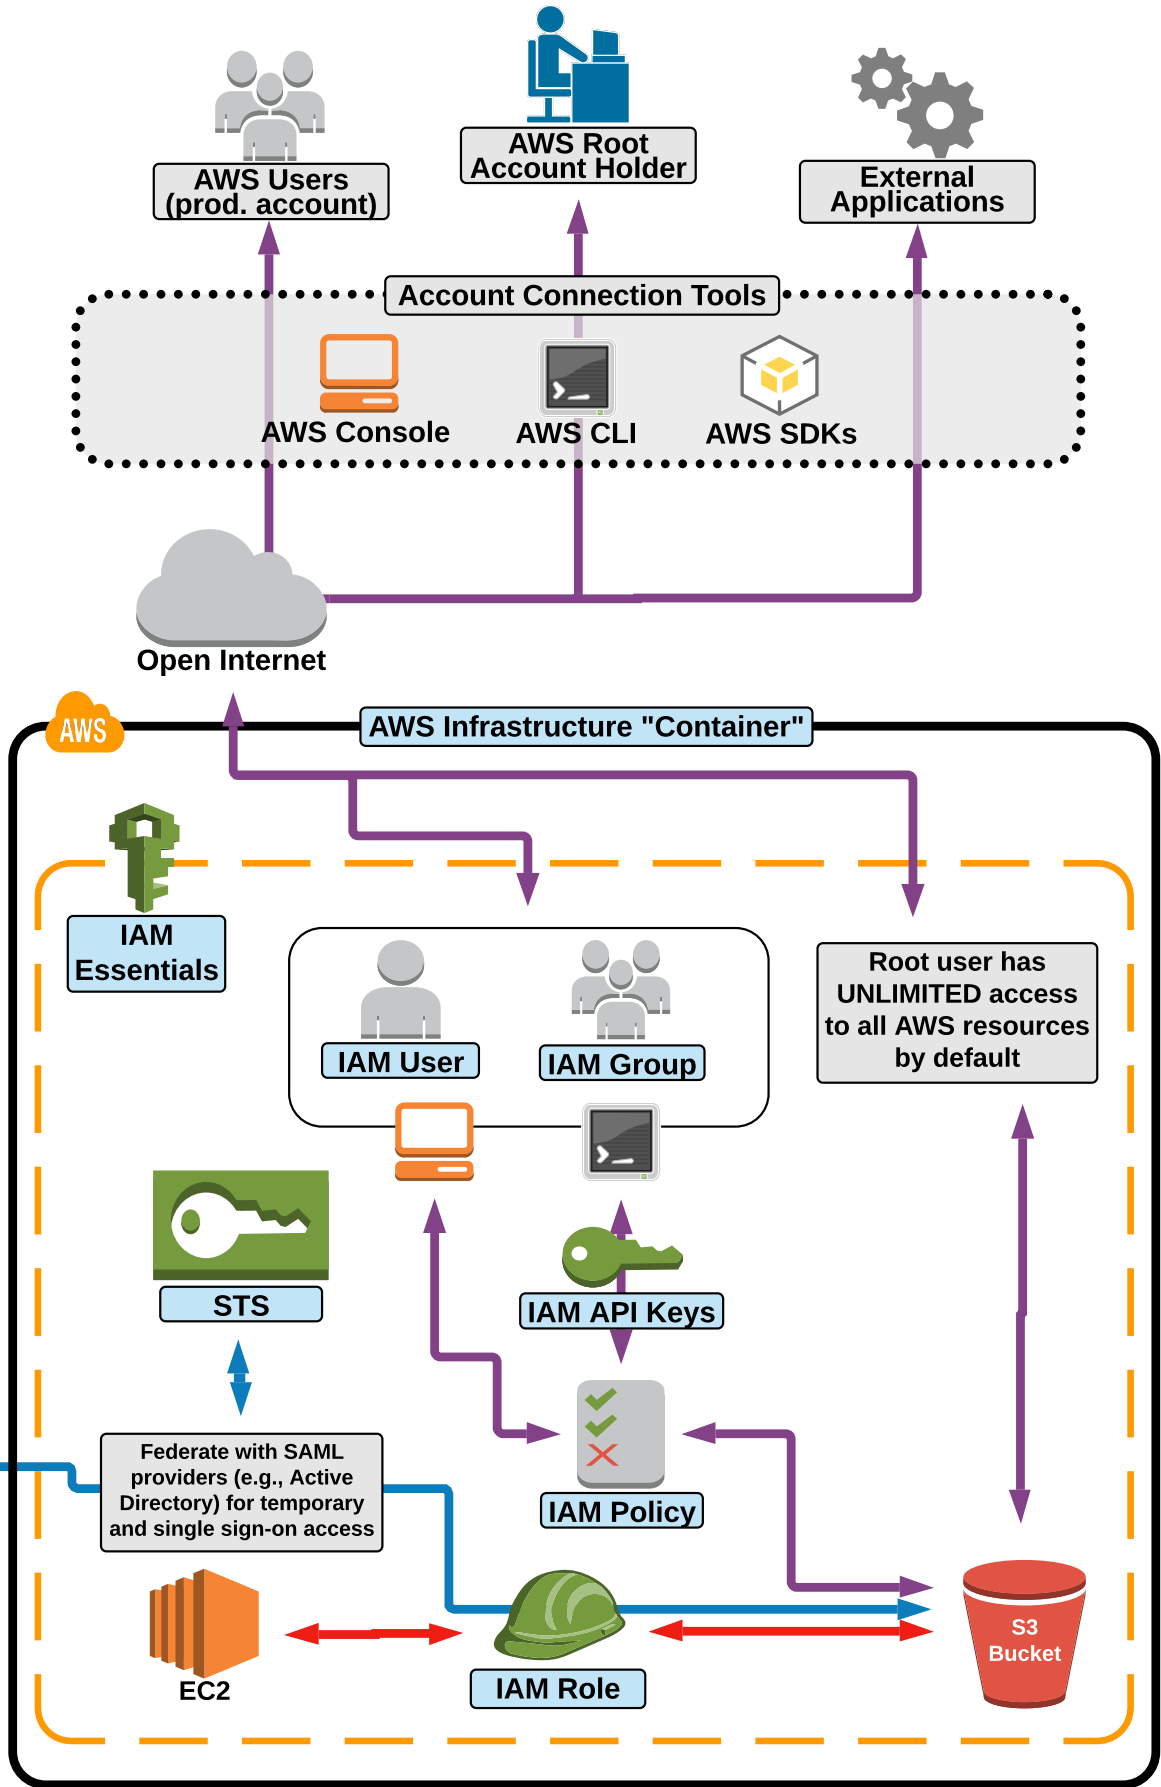 AWS Users
(prod. account)
AWS Root
Account Holder
External
Applications
Account Connection Tools
AWS Console
AWS CLI
AWS SDKs
Open Internet
AWS
AWS Infrastructure "Container"
IAM
Essentials
IAM User
IAM Group
Root user has
UNLIMITED access
to all AWS resources
by default
STS
IAM API Keys
Federate with SAML
providers (e.g., Active
Directory) for temporary
and single sign-on access
IAM Policy
EC2
IAM Role
S3
Bucket